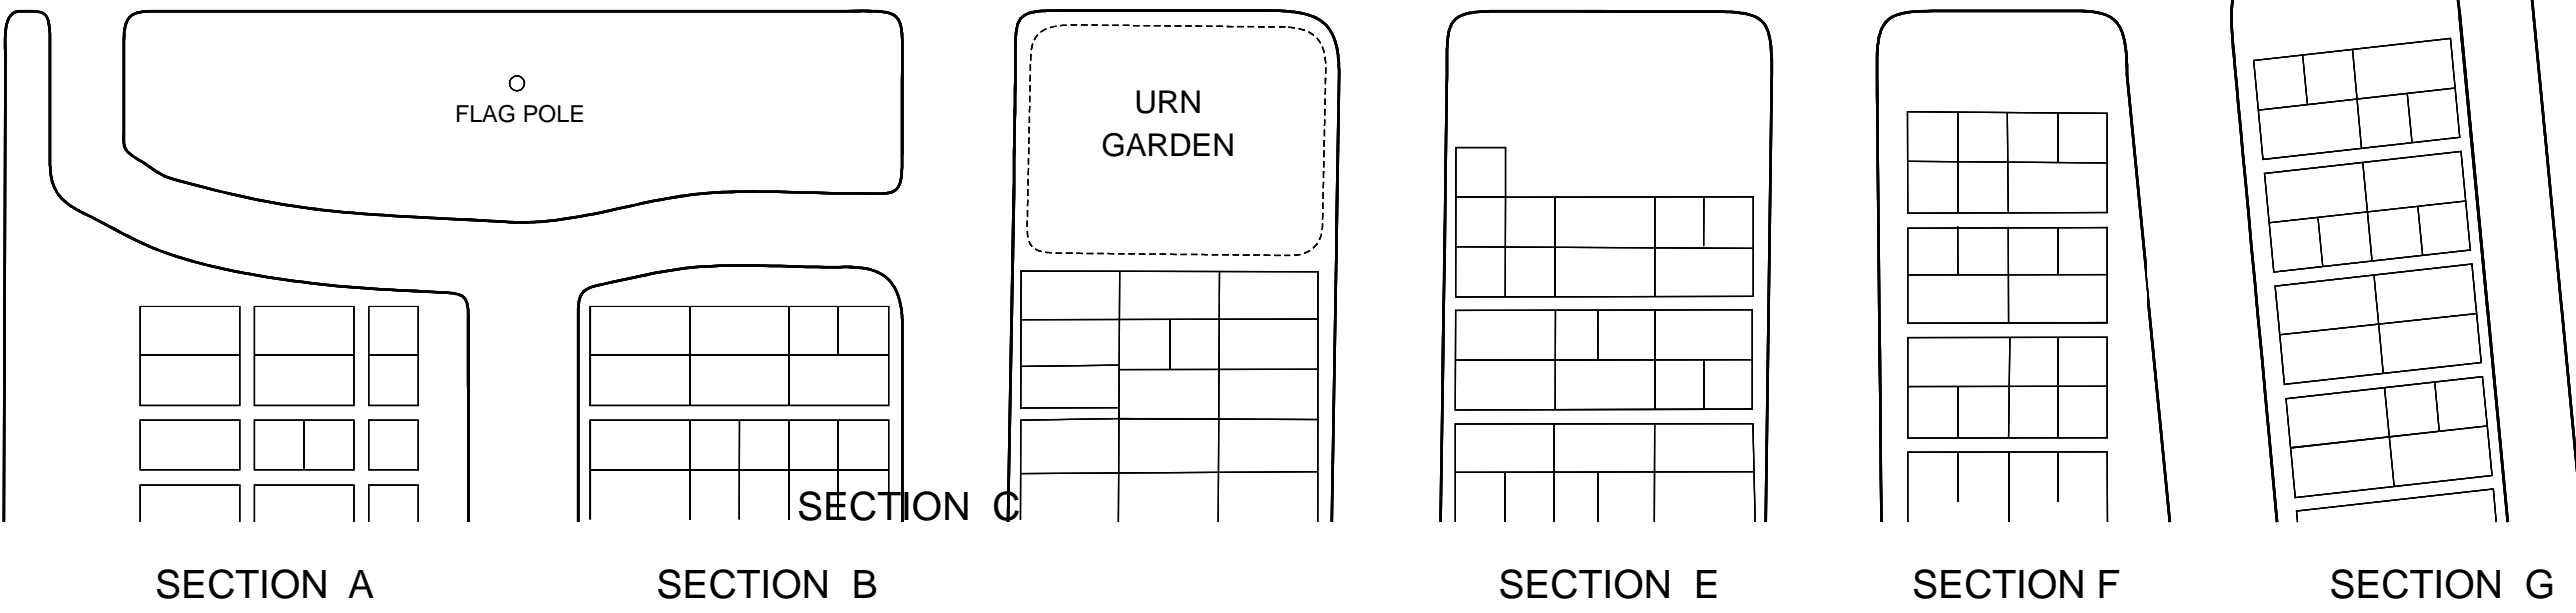 FLAG POLE
URN
GARDEN
SECTION C
SECTION A
SECTION B
SECTION E
SECTION F
SECTION G